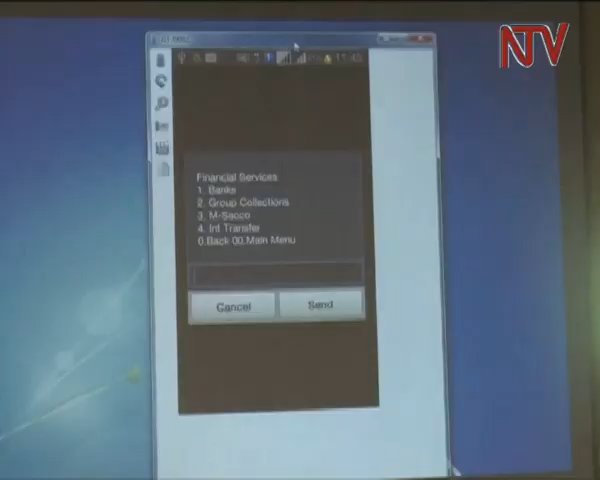 NTV
Financial Services
1. Banks
2. Group Collections
3. M-Sacco
4. Int Transfer
0.Back 00.Main Menu
Cancel
Send